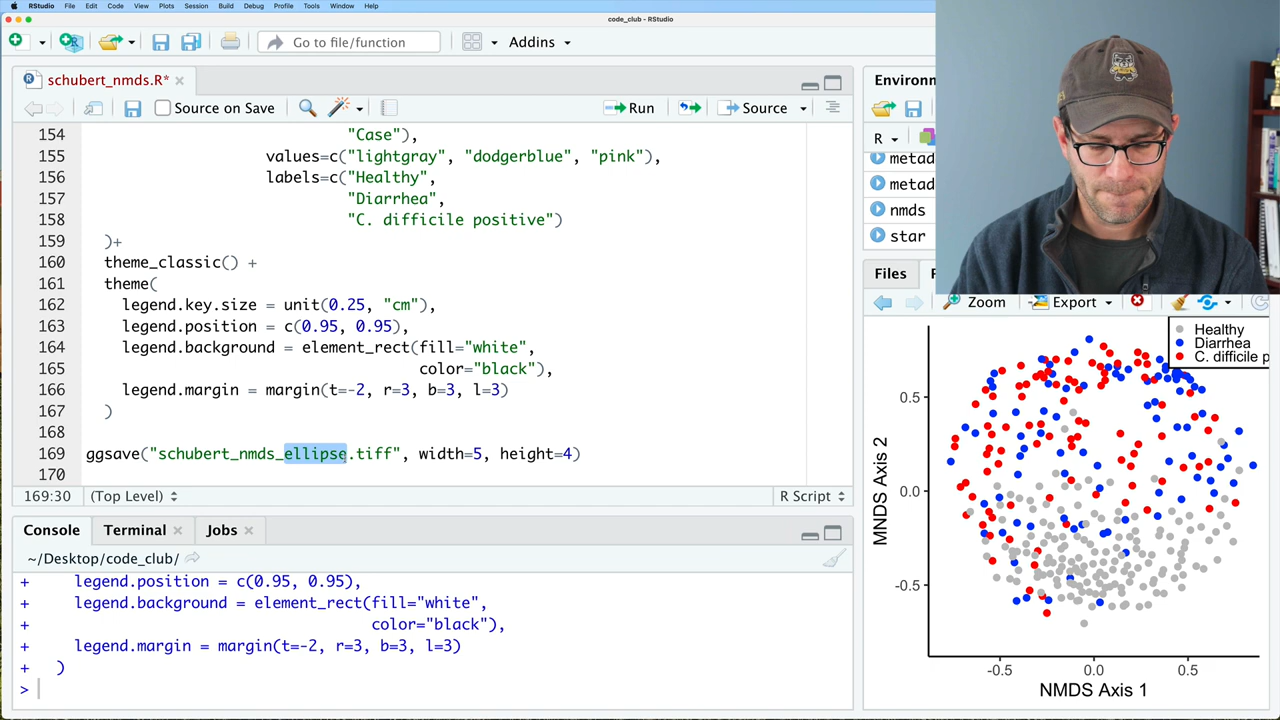 RStudio File Edit Code View Plots Session Build Debug Profile Tools Window Help
code_club - RStudio
Go to file/function
Addins
schubert_nmds.R*
Source on Save
Run
Source
154 "Case"),
155 values=c("lightgray", "dodgerblue", "pink"),
156 labels=c("Healthy",
157 "Diarrhea",
158 "C. difficile positive")
159 )+
160 theme_classic() +
161 theme(
162 legend.key.size = unit(0.25, "cm"),
163 legend.position = c(0.95, 0.95),
164 legend.background = element_rect(fill="white",
165 color="black"),
166 legend.margin = margin(t=-2, r=3, b=3, l=3)
167 )
168
169 ggsave("schubert_nmds_ellipse.tiff", width=5, height=4)
170
169:30 (Top Level) R Script
Console Terminal Jobs
~/Desktop/code_club/
+ legend.position = c(0.95, 0.95),
+ legend.background = element_rect(fill="white",
+ color="black"),
+ legend.margin = margin(t=-2, r=3, b=3, l=3)
+ )
>
Environ
R
metad
metad
nmds
star
Files
Zoom Export
Healthy
Diarrhea
C. difficile p
MNDS Axis 2
0.5
0.0
-0.5
-0.5 0.0 0.5
NMDS Axis 1